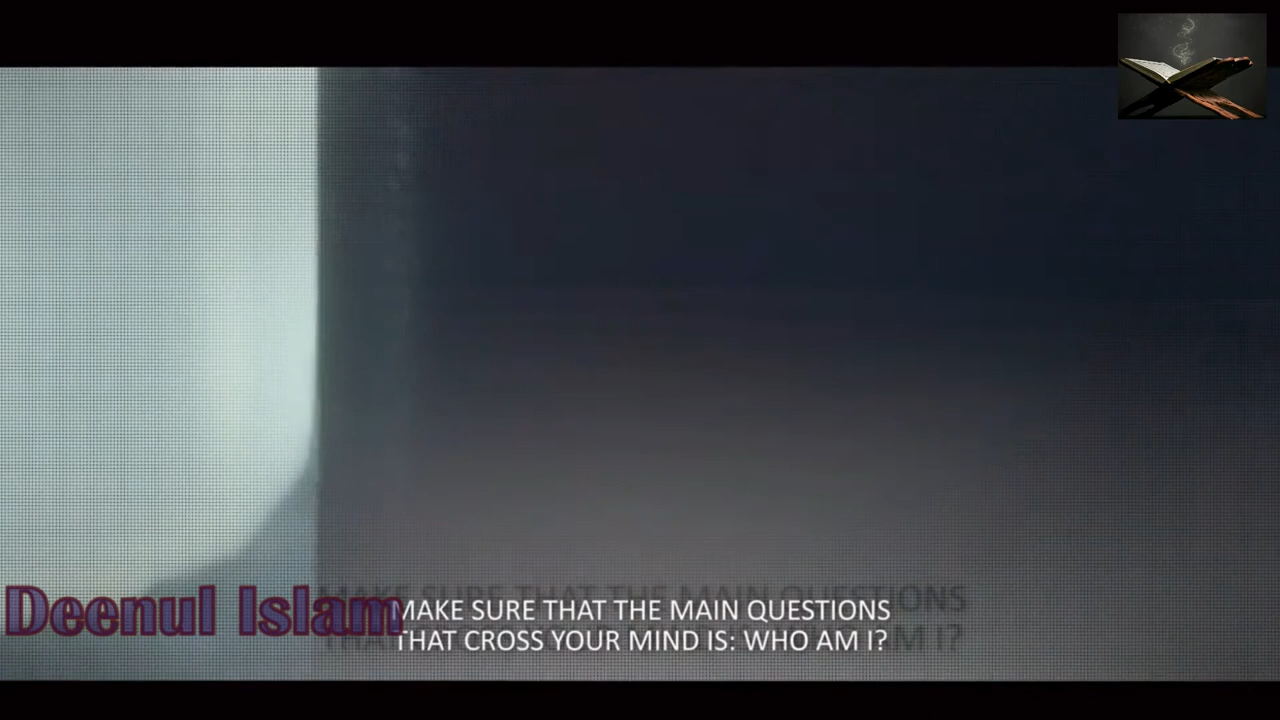 Deenul Islam
MAKE SURE THAT THE MAIN QUESTIONS
THAT CROSS YOUR MIND IS: WHO AM I?